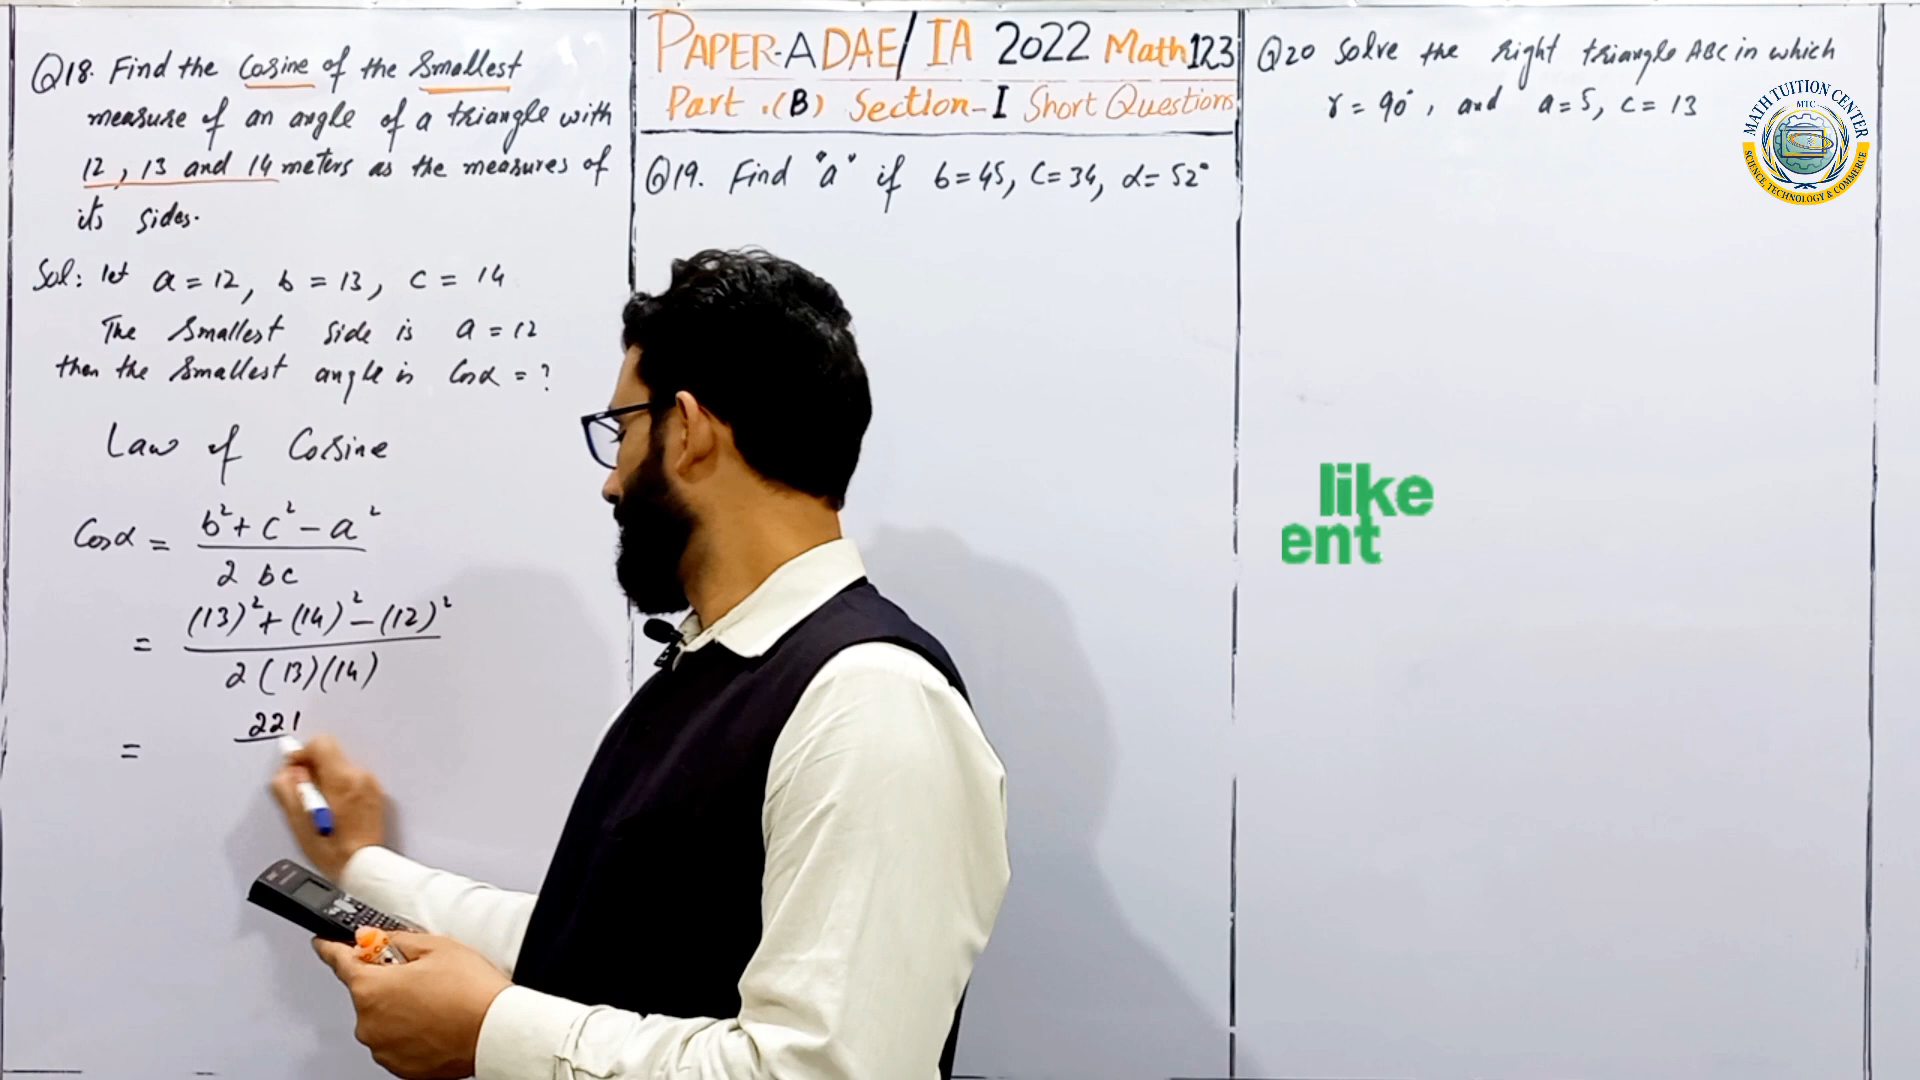 Q18. Find the Cosine of the Smallest
measure of an angle of a triangle with
12, 13 and 14 meters as the measures of
its sides.
Sol: let a = 12, b = 13, c = 14
The Smallest Side is a = 12
then the Smallest angle is Cosα = ?
Law of Cosine
Cosα = b² + c² - a²
2 bc
= (13)² + (14)² - (12)²
2 (13)(14)
= 221
PAPER-A DAE/IA 2022 Math 123
Part .(B) Section-I Short Questions
Q19. Find "a" if b=45, C=34, α=52°
Q20 Solve the right triangle ABC in which
γ = 90°, and a=5, c=13
MATH TUITION CENTER
MTC
SCIENCE, TECHNOLOGY & COMMERCE
like
ent